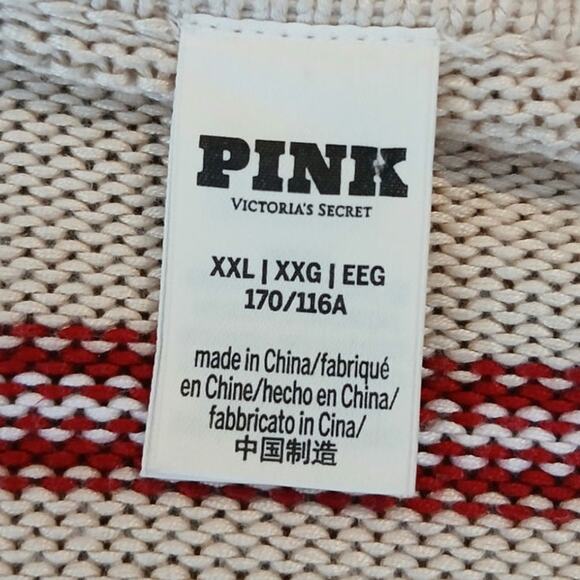 PINK
VICTORIA'S SECRET
XXL | XXG | EEG
170/116A
made in China/fabriqué
en Chine/hecho en China/
fabbricato in Cina/
中国制造